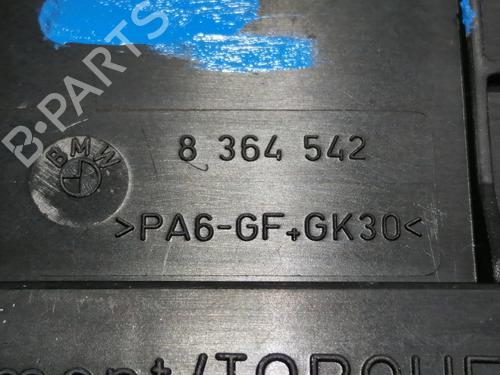 B-PARTS
BMW
8 364 542
>PA6-GF+GK30<